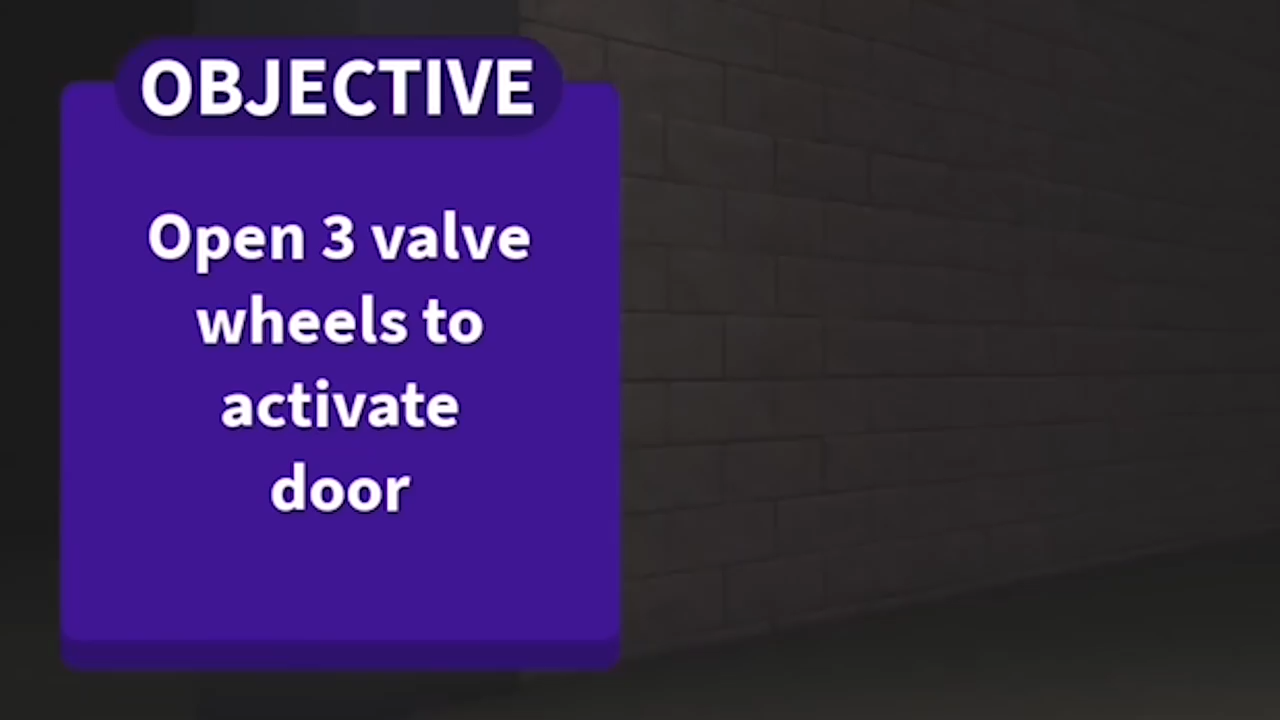 OBJECTIVE
Open 3 valve
wheels to
activate
door